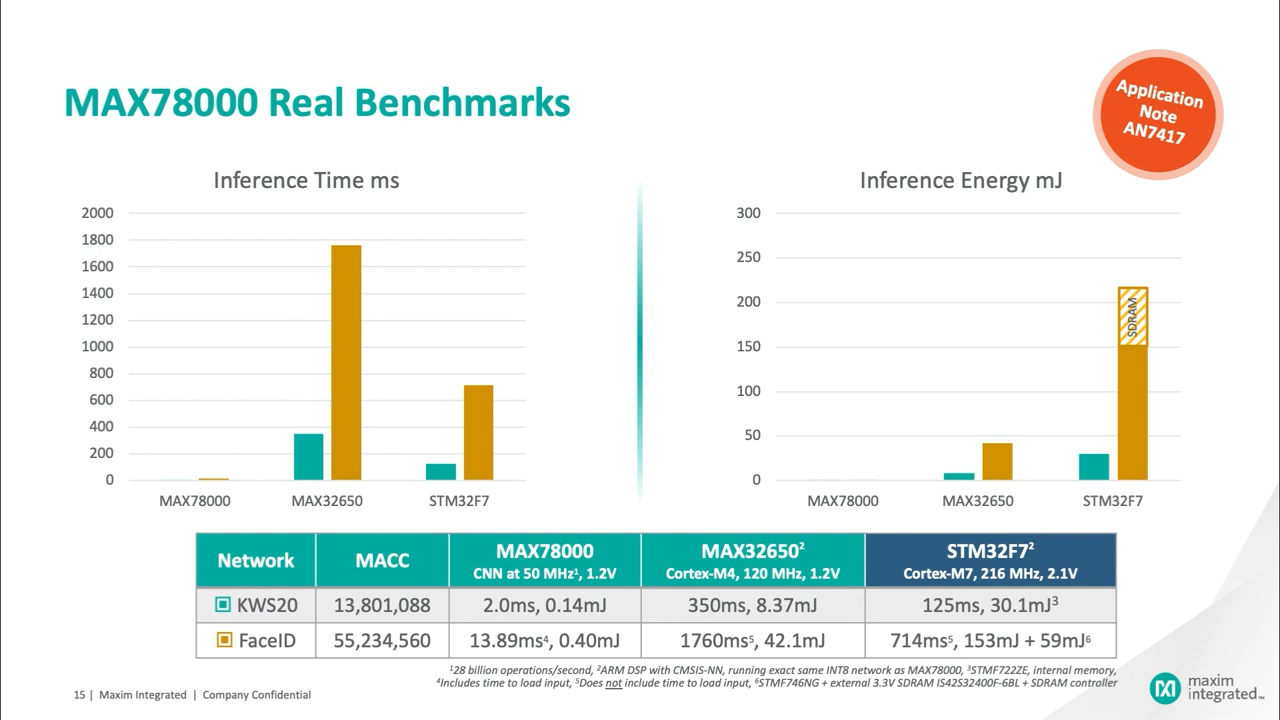 MAX78000 Real Benchmarks
Application
Note
AN7417
Inference Time ms
2000
1800
1600
1400
1200
1000
800
600
400
200
0
MAX78000 MAX32650 STM32F7
Inference Energy mJ
300
250
200
150
100
50
0
SDRAM
MAX78000 MAX32650 STM32F7
Network MACC MAX78000 MAX32650² STM32F7²
CNN at 50 MHz¹, 1.2V Cortex-M4, 120 MHz, 1.2V Cortex-M7, 216 MHz, 2.1V
KWS20 13,801,088 2.0ms, 0.14mJ 350ms, 8.37mJ 125ms, 30.1mJ³
FaceID 55,234,560 13.89ms⁴, 0.40mJ 1760ms⁵, 42.1mJ 714ms⁵, 153mJ + 59mJ⁶
¹28 billion operations/second, ²ARM DSP with CMSIS-NN, running exact same INT8 network as MAX78000, ³STMF722ZE, internal memory,
⁴Includes time to load input, ⁵Does not include time to load input, ⁶STMF746NG + external 3.3V SDRAM IS42S32400F-6BL + SDRAM controller
15 | Maxim Integrated | Company Confidential
maxim
integrated™